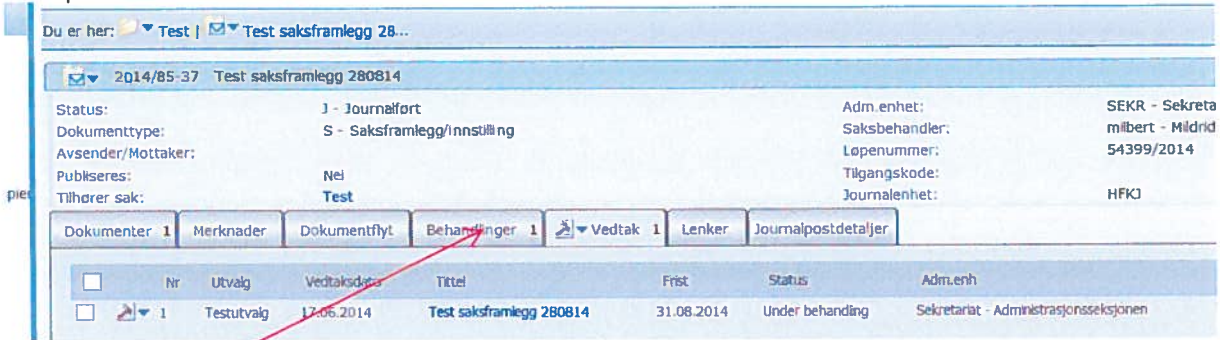 Du er her: Test | Test saksframlegg 28...
2014/85-37 Test saksframlegg 280814
Status: J - Journalført Adm.enhet: SEKR - Sekreta
Dokumenttype: S - Saksframlegg/Innstilling Saksbehandler: milbert - Mildrid
Avsender/Mottaker: Løpenummer: 54399/2014
Publiseres: Nei Tilgangskode:
Tilhører sak: Test Journalenhet: HFKJ
Dokumenter 1 Merknader Dokumentflyt Behandlinger 1 Vedtak 1 Lenker Journalpostdetaljer
Nr Utvalg Vedtaksdato Tittel Frist Status Adm.enh
1 Testutvalg 17.06.2014 Test saksframlegg 280814 31.08.2014 Under behandling Sekretariat - Administrasjonsseksjonen